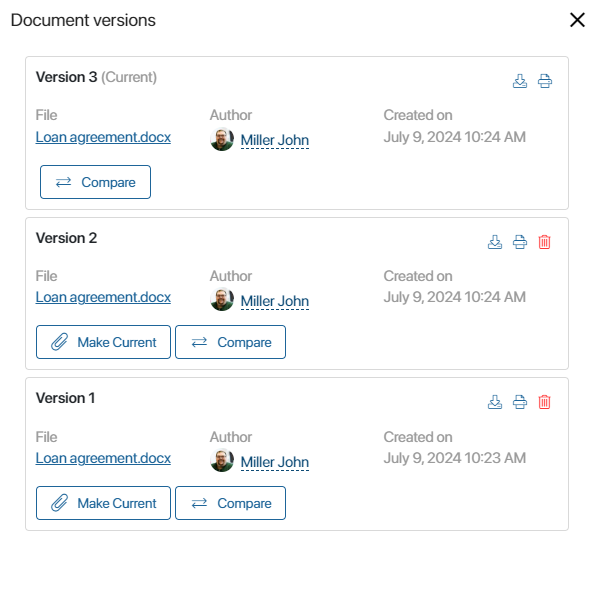 Document versions
Version 3 (Current)
File Author Created on
Loan agreement.docx Miller John July 9, 2024 10:24 AM
Compare
Version 2
File Author Created on
Loan agreement.docx Miller John July 9, 2024 10:24 AM
Make Current Compare
Version 1
File Author Created on
Loan agreement.docx Miller John July 9, 2024 10:23 AM
Make Current Compare